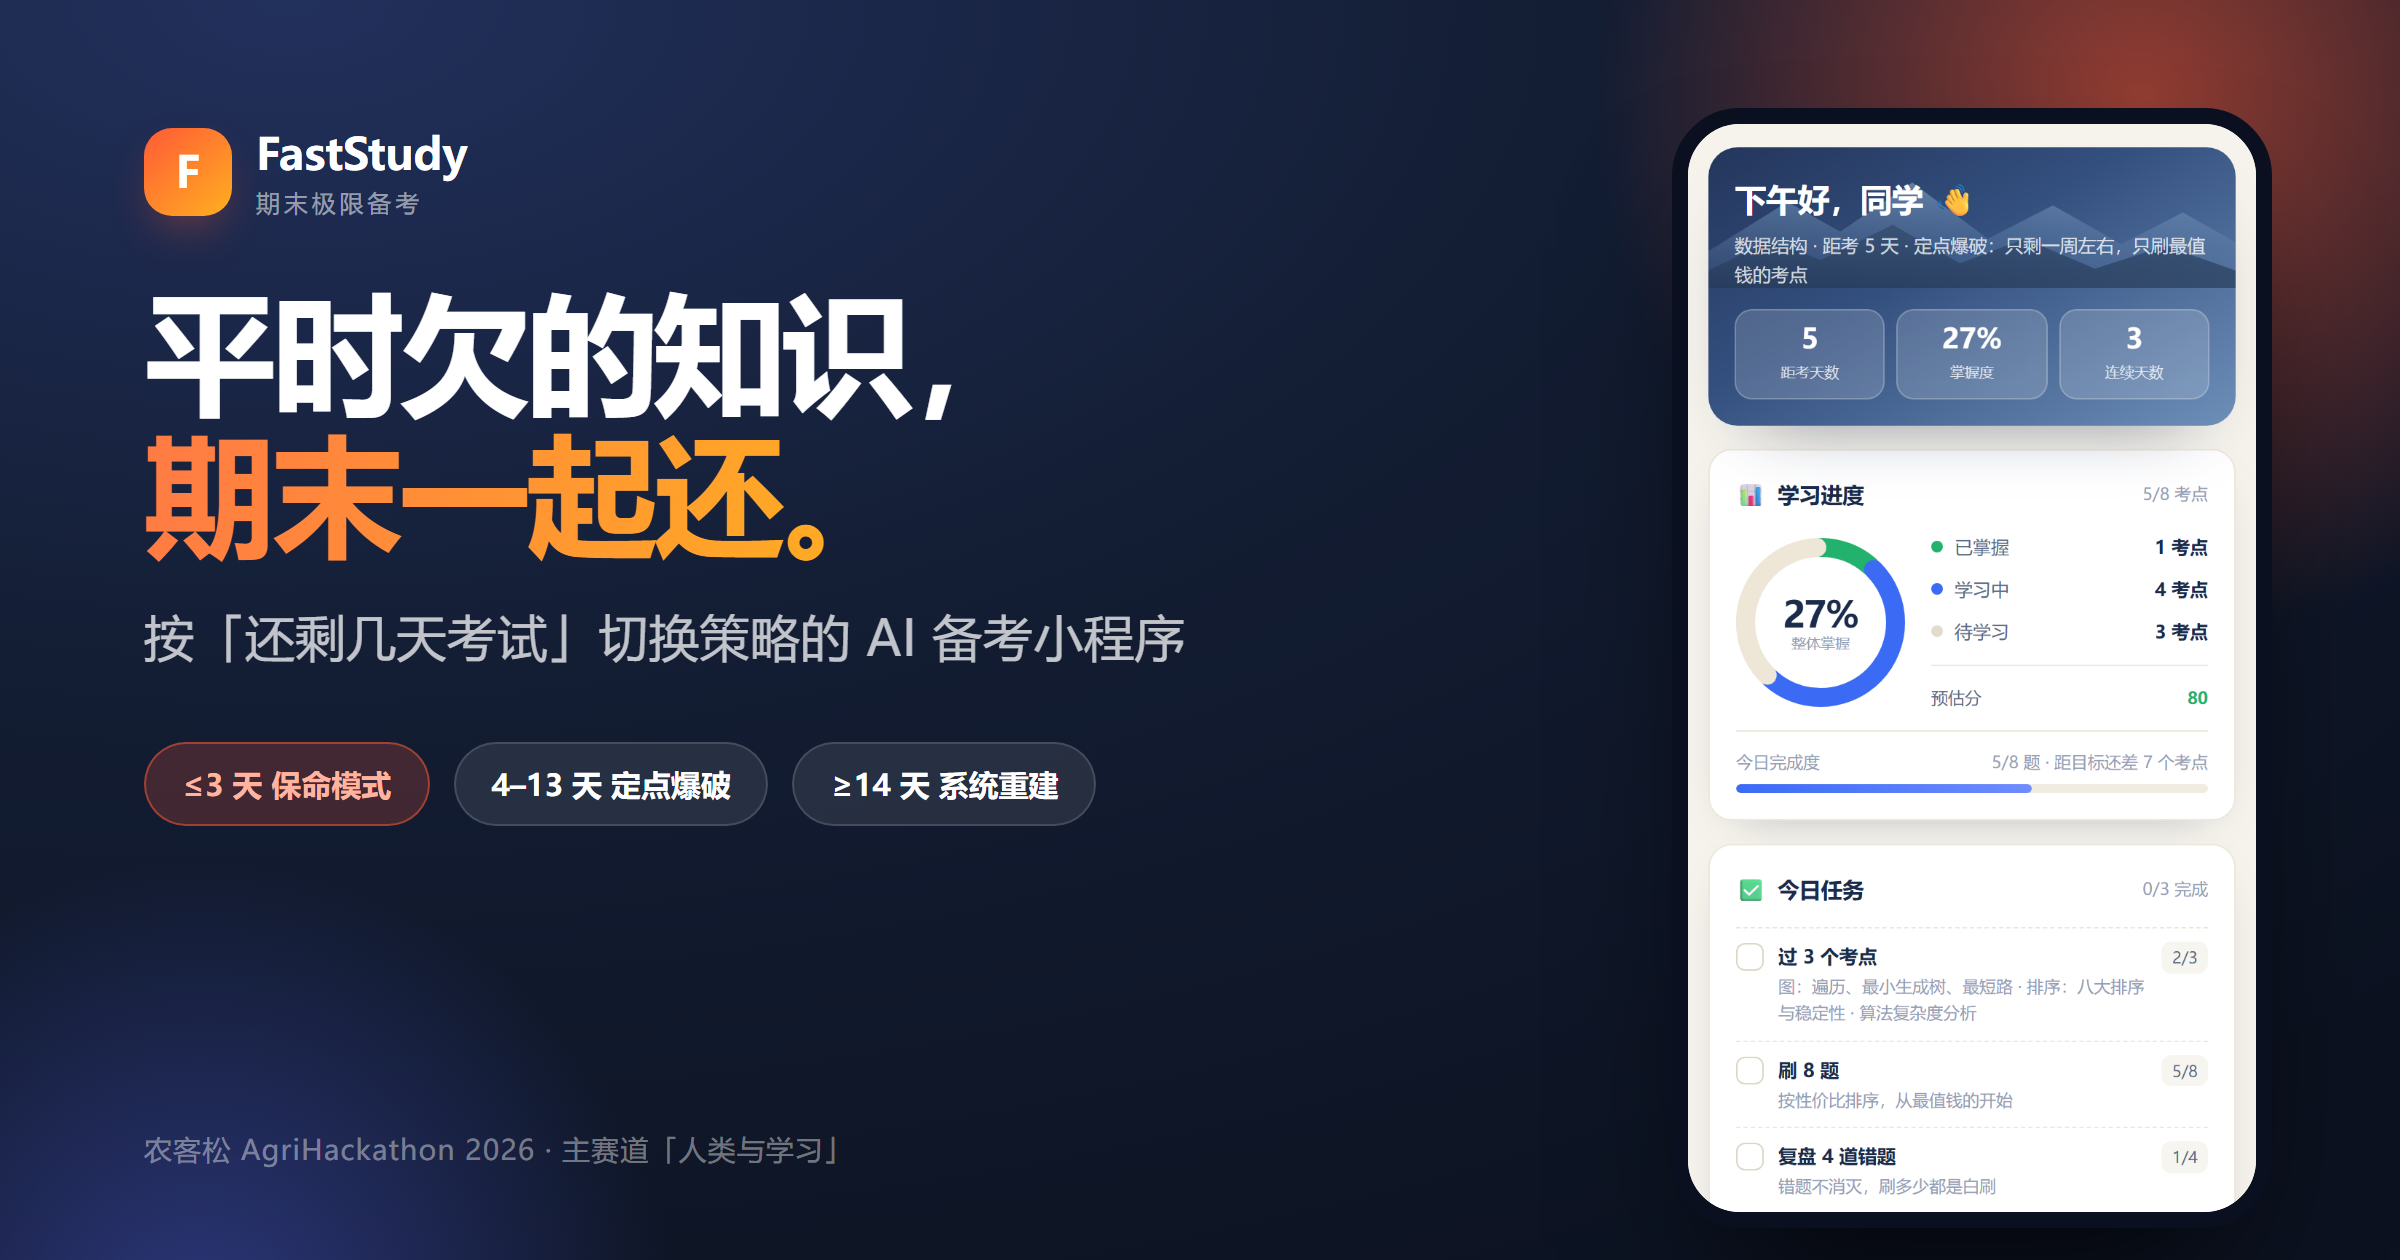 F
FastStudy
期末极限备考
平时欠的知识，
期末一起还。
按「还剩几天考试」切换策略的 AI 备考小程序
≤3 天 保命模式
4–13 天 定点爆破
≥14 天 系统重建
农客松 AgriHackathon 2026 · 主赛道「人类与学习」
下午好，同学
数据结构 · 距考 5 天 · 定点爆破：只剩一周左右，只刷最值
钱的考点
5
距考天数
27%
掌握度
3
连续天数
学习进度
5/8 考点
27%
整体掌握
已掌握 1 考点
学习中 4 考点
待学习 3 考点
预估分 80
今日完成度 5/8 题 · 距目标还差 7 个考点
今日任务 0/3 完成
过 3 个考点 2/3
图：遍历、最小生成树、最短路 · 排序：八大排序
与稳定性 · 算法复杂度分析
刷 8 题 5/8
按性价比排序，从最值钱的开始
复盘 4 道错题 1/4
错题不消灭，刷多少都是白刷